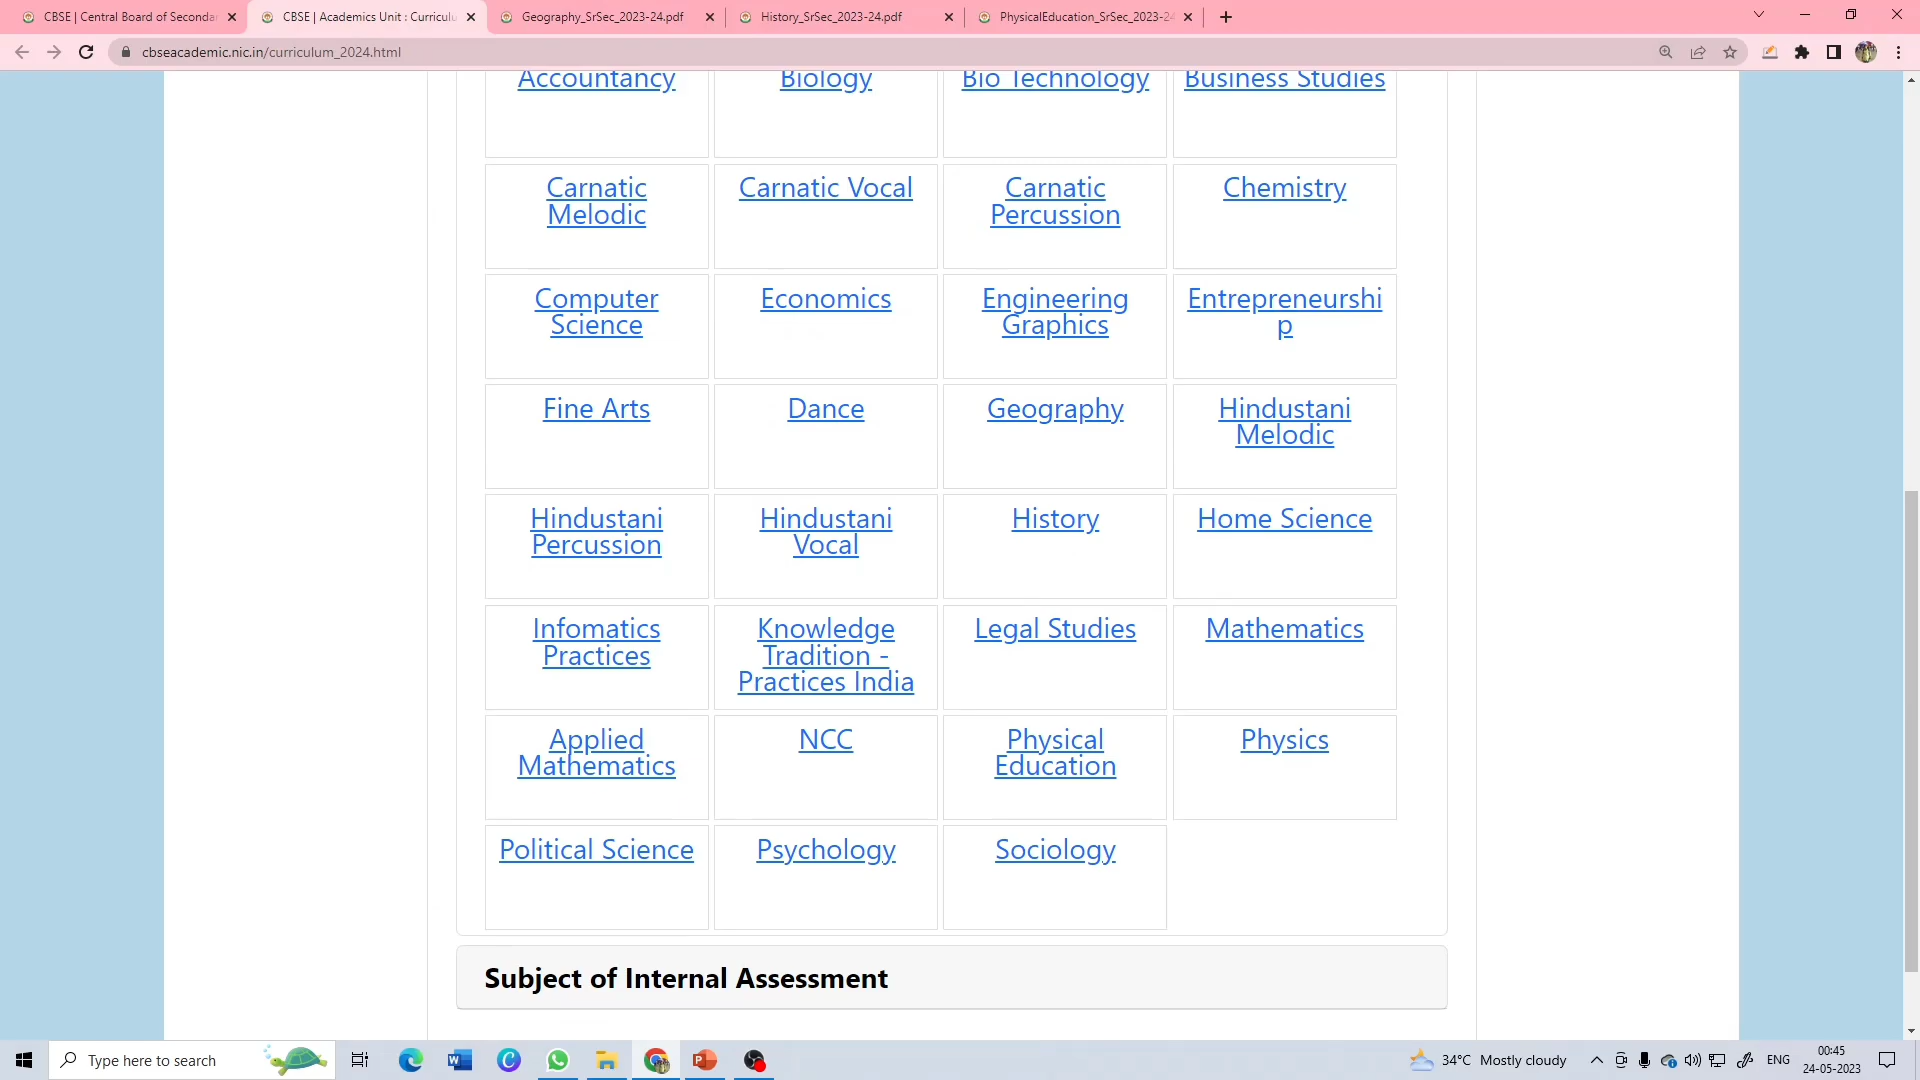 CBSE | Central Board of Seconda
CBSE | Academics Unit : Curriculu
Geography_SrSec_2023-24.pdf
History_SrSec_2023-24.pdf
PhysicalEducation_SrSec_2023-24
cbseacademic.nic.in/curriculum_2024.html
Accountancy
Biology
Bio Technology
Business Studies
Carnatic
Melodic
Carnatic Vocal
Carnatic
Percussion
Chemistry
Computer
Science
Economics
Engineering
Graphics
Entrepreneurshi
p
Fine Arts
Dance
Geography
Hindustani
Melodic
Hindustani
Percussion
Hindustani
Vocal
History
Home Science
Infomatics
Practices
Knowledge
Tradition -
Practices India
Legal Studies
Mathematics
Applied
Mathematics
NCC
Physical
Education
Physics
Political Science
Psychology
Sociology
Subject of Internal Assessment
Type here to search
34°C Mostly cloudy
ENG
00:45
24-05-2023